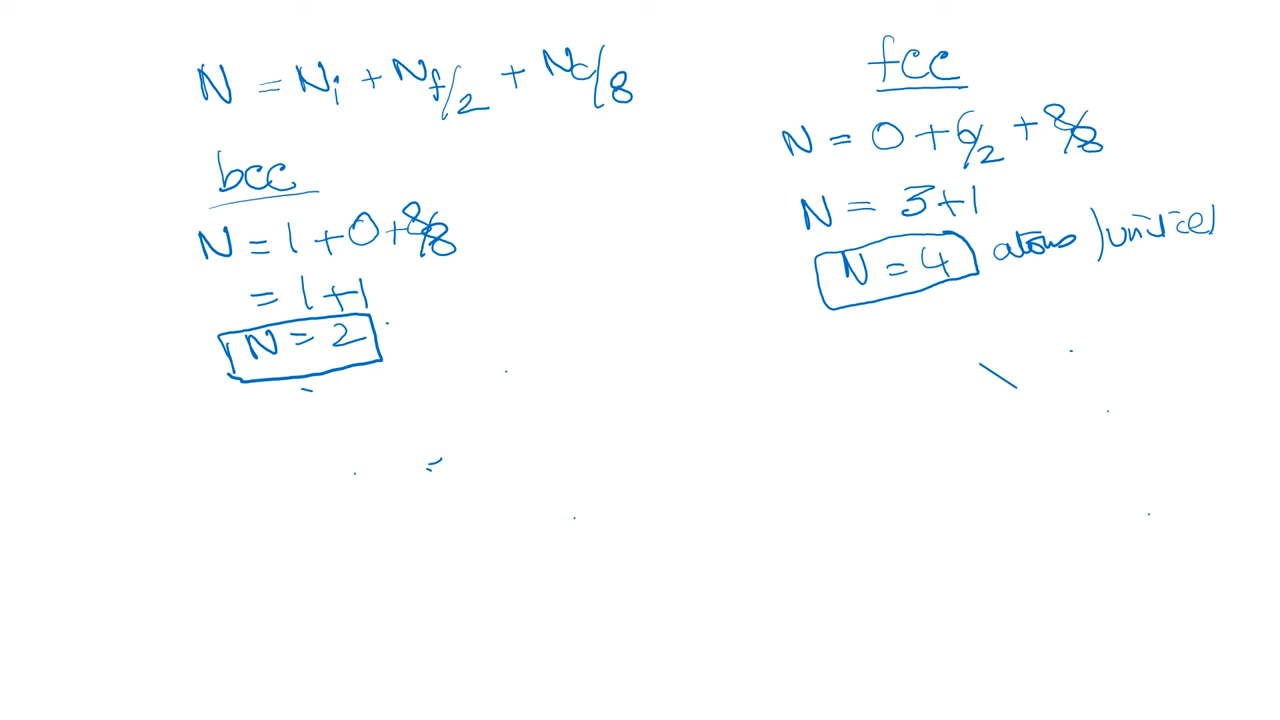 N = Ni + Nf/2 + Nc/8
bcc
N = 1 + 0 + 8/8
= 1 + 1
N = 2
fcc
N = 0 + 6/2 + 8/8
N = 3 + 1
N = 4 atoms / unit cel